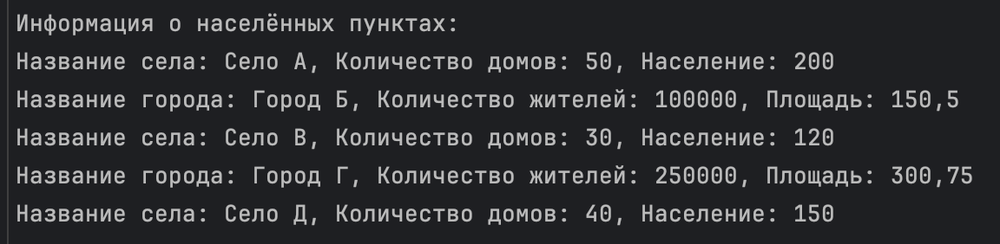 Информация о населённых пунктах:
Название села: Село А, Количество домов: 50, Население: 200
Название города: Город Б, Количество жителей: 100000, Площадь: 150,5
Название села: Село В, Количество домов: 30, Население: 120
Название города: Город Г, Количество жителей: 250000, Площадь: 300,75
Название села: Село Д, Количество домов: 40, Население: 150